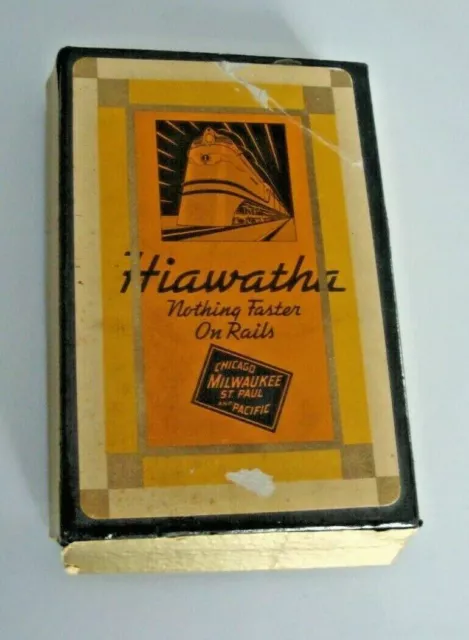 Hiawatha
Nothing Faster
On Rails
CHICAGO
MILWAUKEE
ST. PAUL
AND PACIFIC